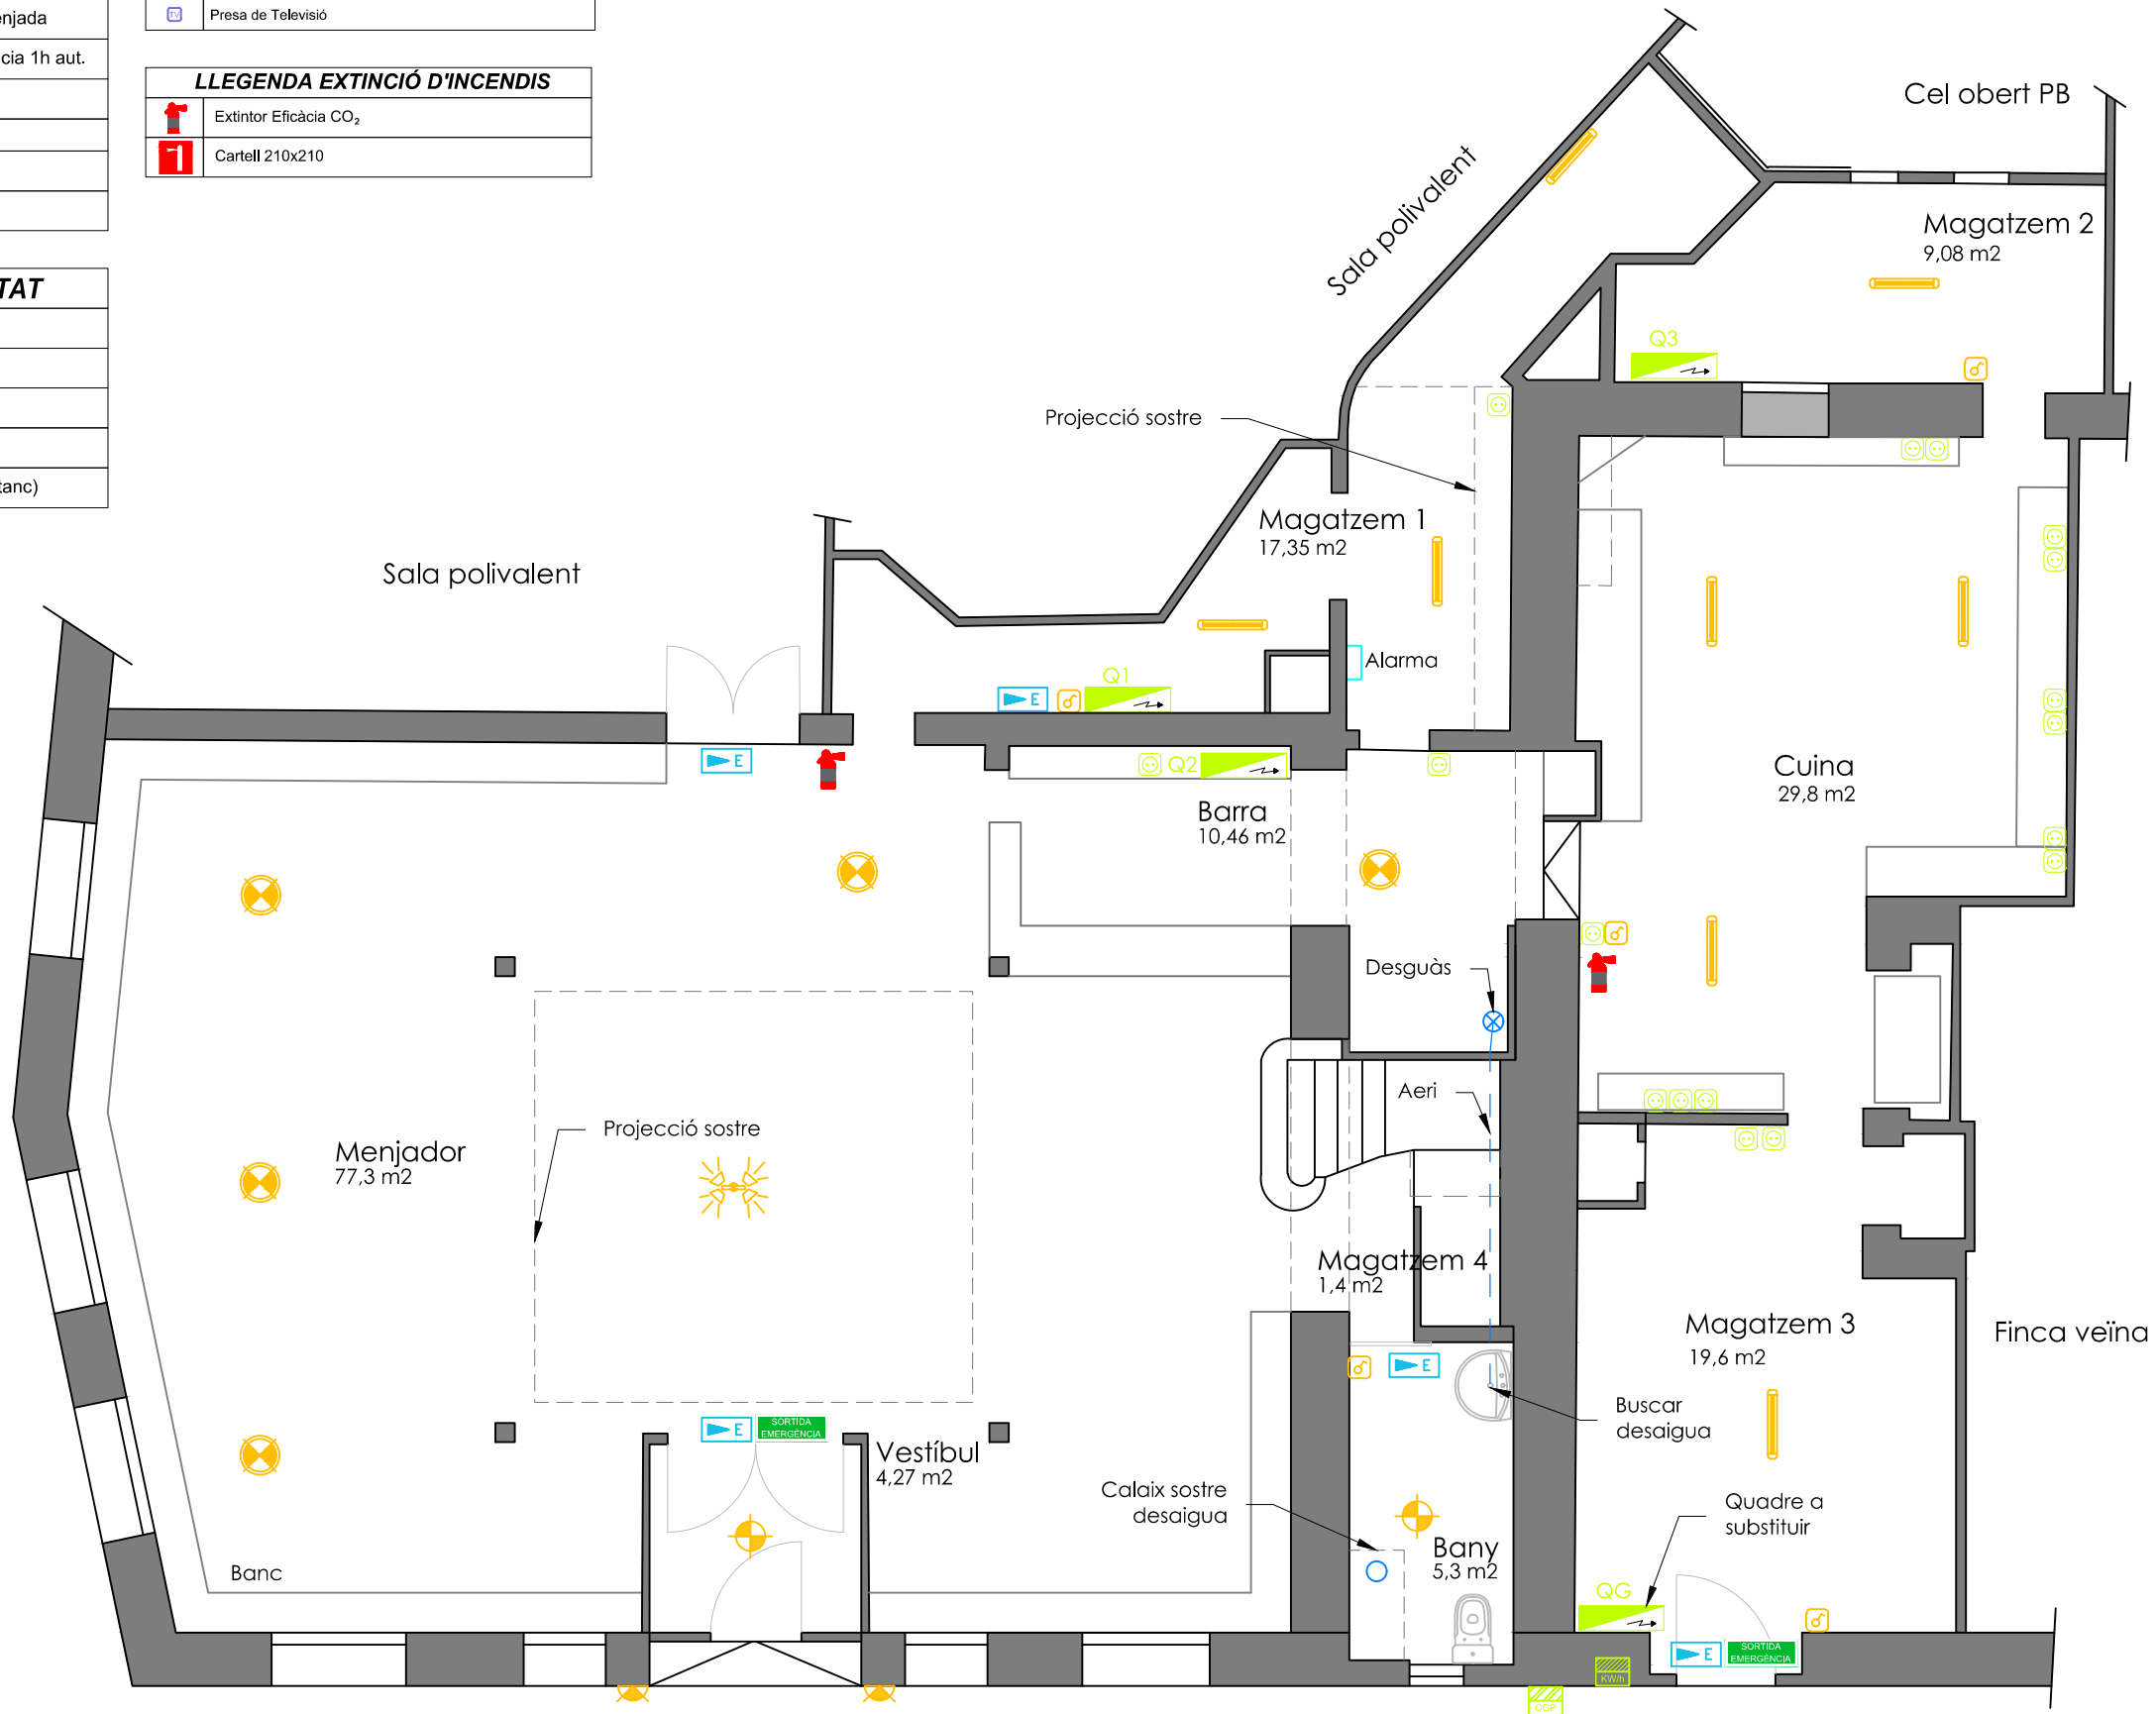 enjada
cia 1h aut.
TAT
tanc)
TV
Presa de Televisió
LLEGENDA EXTINCIÓ D'INCENDIS
Extintor Eficàcia CO₂
Cartell 210x210
Cel obert PB
Sala polivalent
Magatzem 2
9,08 m2
Q3
Projecció sostre
Magatzem 1
17,35 m2
Sala polivalent
Alarma
E
Q1
E
Q2
Cuina
29,8 m2
Barra
10,46 m2
Desguàs
Aeri
Projecció sostre
Menjador
77,3 m2
Magatzem 4
1,4 m2
Magatzem 3
19,6 m2
Finca veïna
E
Buscar
desaigua
E
SORTIDA
EMERGÈNCIA
Vestíbul
4,27 m2
Calaix sostre
desaigua
Quadre a
substituir
Bany
5,3 m2
Banc
QG
E
SORTIDA
EMERGÈNCIA
KW/h
CGP